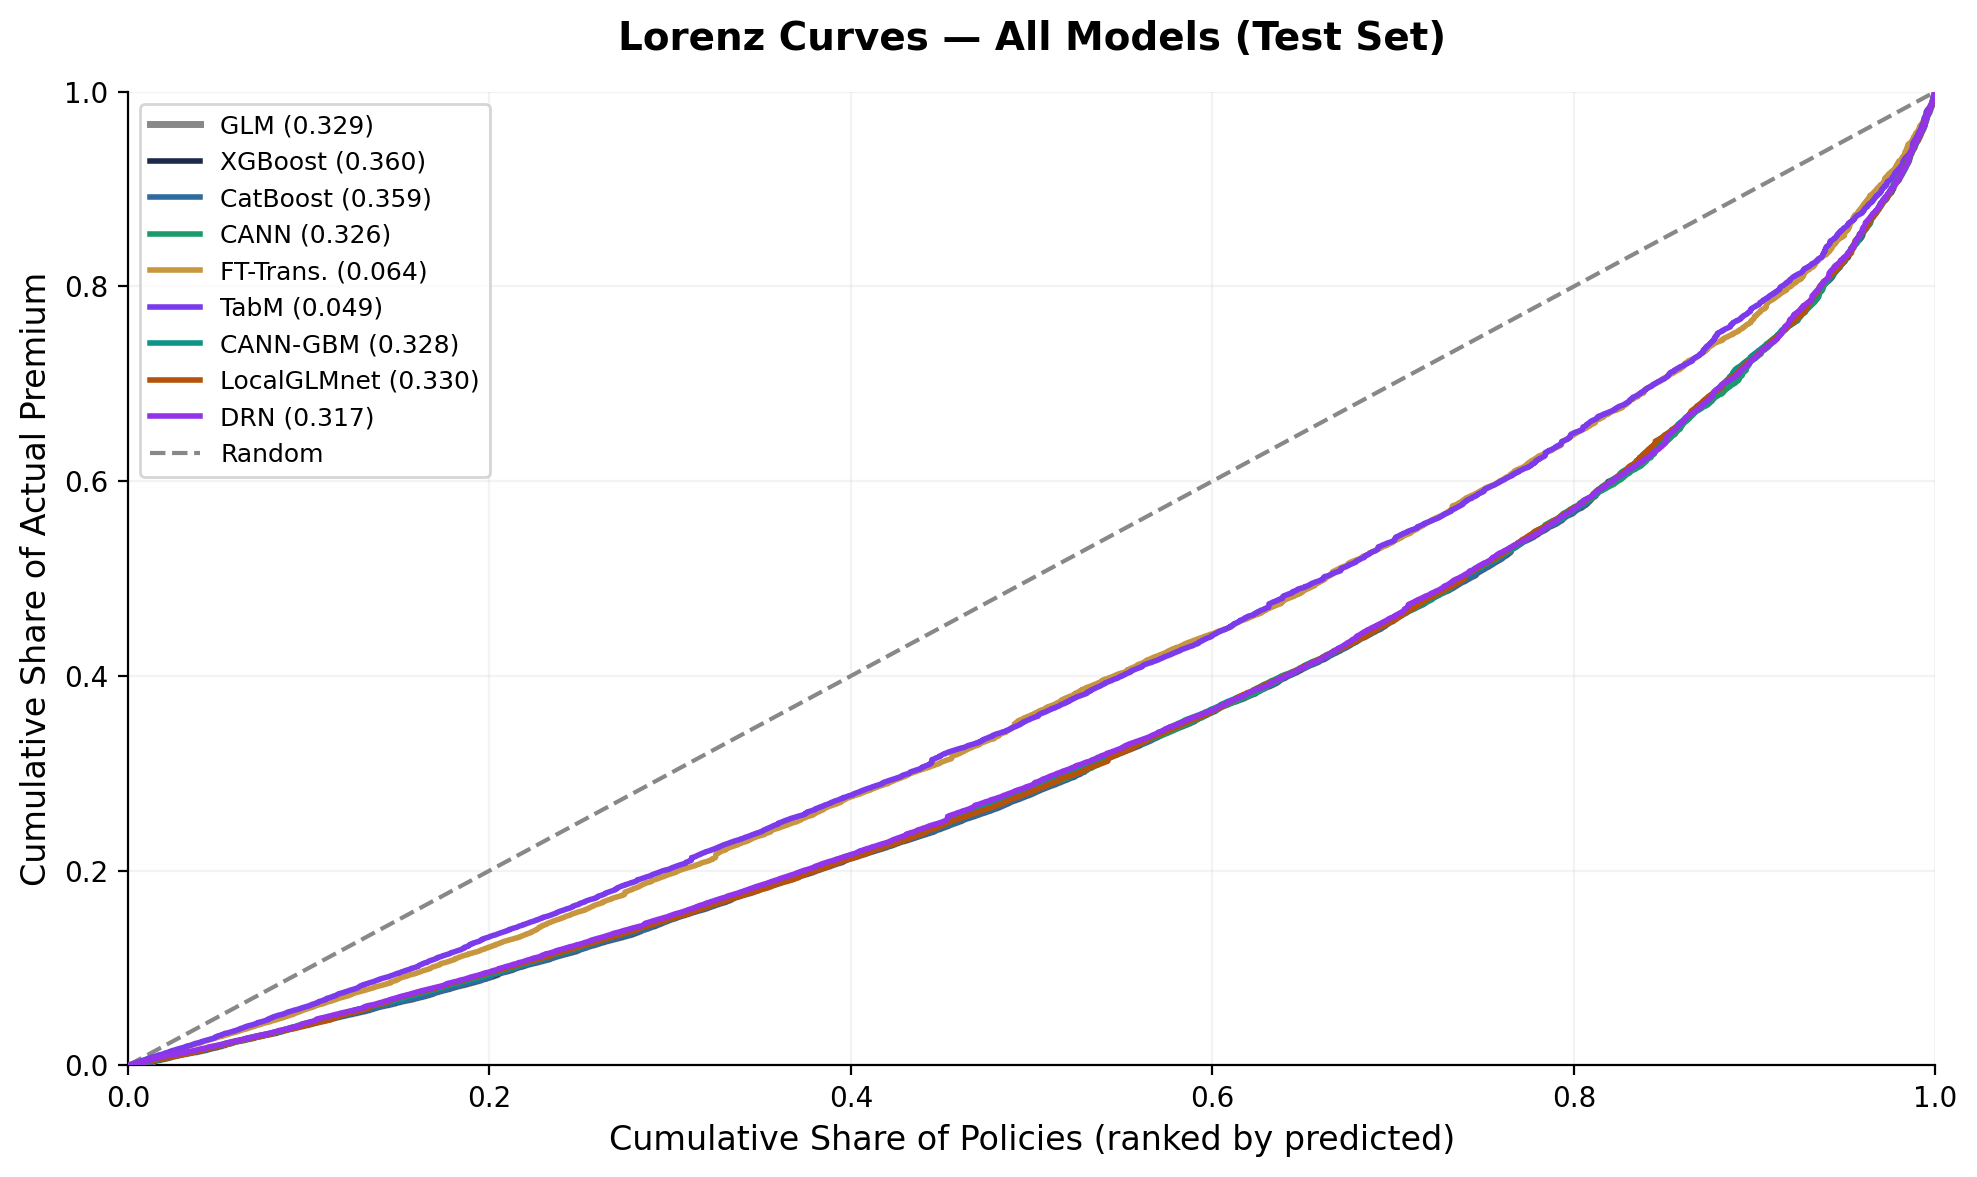 Lorenz Curves — All Models (Test Set)
1.0
0.8
0.6
0.4
0.2
0.0
Cumulative Share of Actual Premium
GLM (0.329)
XGBoost (0.360)
CatBoost (0.359)
CANN (0.326)
FT-Trans. (0.064)
TabM (0.049)
CANN-GBM (0.328)
LocalGLMnet (0.330)
DRN (0.317)
Random
0.0 0.2 0.4 0.6 0.8 1.0
Cumulative Share of Policies (ranked by predicted)